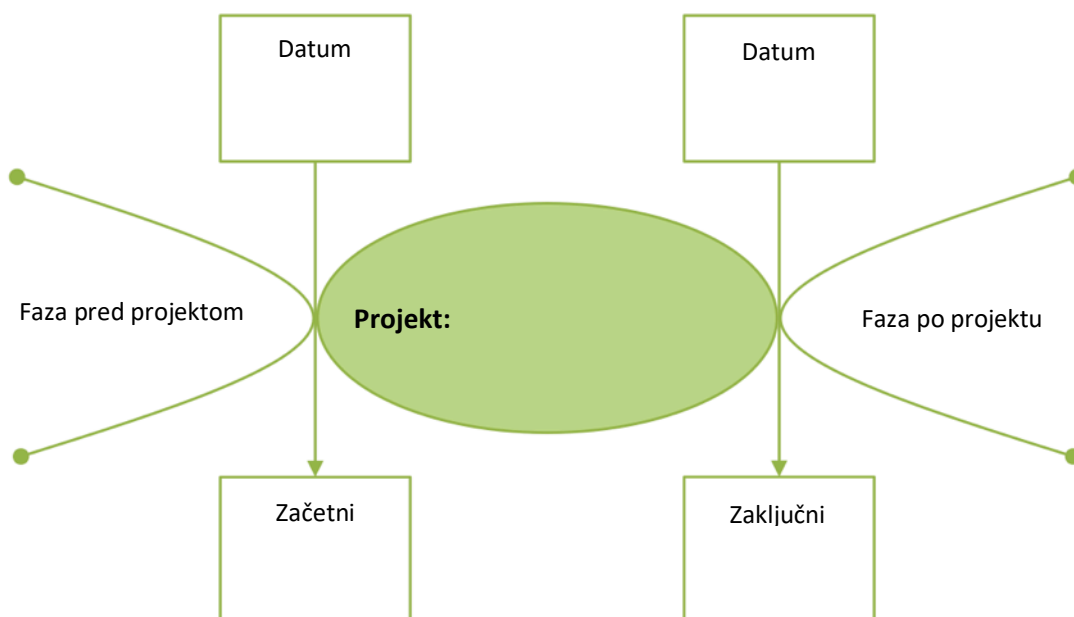 Datum
Datum
Faza pred projektom
Projekt:
Faza po projektu
Začetni
Zaključni